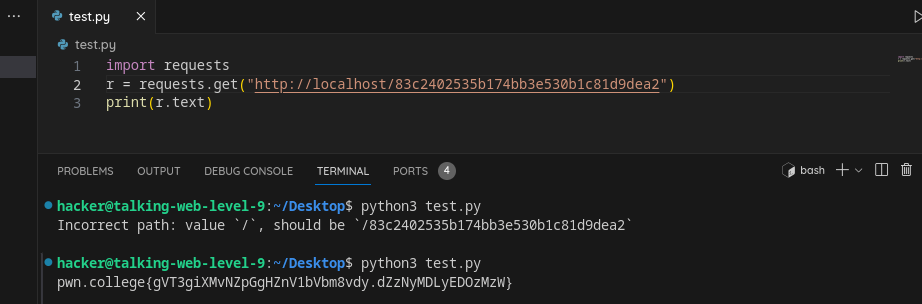 test.py
test.py
1 import requests
2 r = requests.get("http://localhost/83c2402535b174bb3e530b1c81d9dea2")
3 print(r.text)
PROBLEMS OUTPUT DEBUG CONSOLE TERMINAL PORTS 4 bash
hacker@talking-web-level-9:~/Desktop$ python3 test.py
Incorrect path: value `/`, should be `/83c2402535b174bb3e530b1c81d9dea2`
hacker@talking-web-level-9:~/Desktop$ python3 test.py
pwn.college{gVT3giXMvNZpGgHZnV1bVbm8vdy.dZzNyMDLyEDOzMzW}